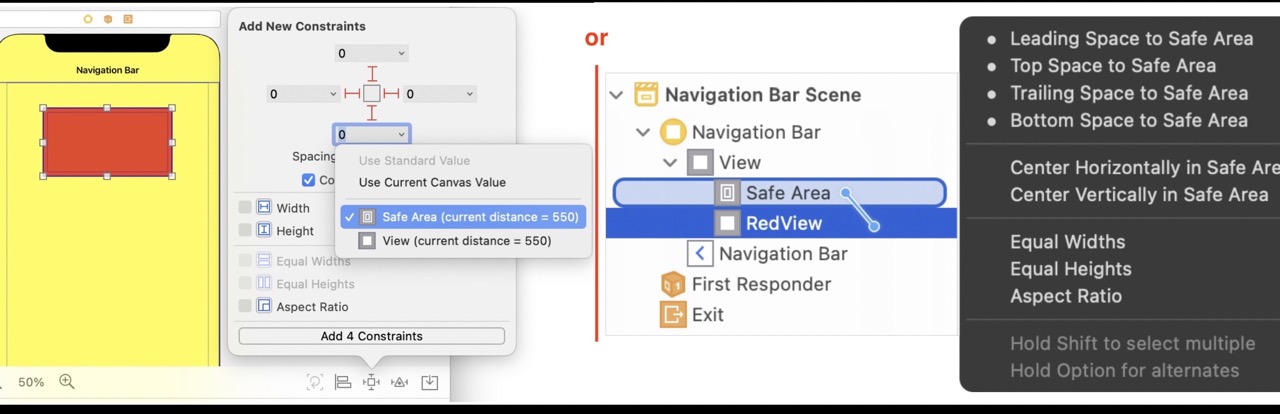 Navigation Bar
50%
Add New Constraints
0
0
0
0
Spacing
Co
Use Standard Value
Use Current Canvas Value
Safe Area (current distance = 550)
View (current distance = 550)
Width
Height
Equal Widths
Equal Heights
Aspect Ratio
Add 4 Constraints
or
Navigation Bar Scene
Navigation Bar
View
Safe Area
RedView
Navigation Bar
First Responder
Exit
Leading Space to Safe Area
Top Space to Safe Area
Trailing Space to Safe Area
Bottom Space to Safe Area
Center Horizontally in Safe Are
Center Vertically in Safe Area
Equal Widths
Equal Heights
Aspect Ratio
Hold Shift to select multiple
Hold Option for alternates